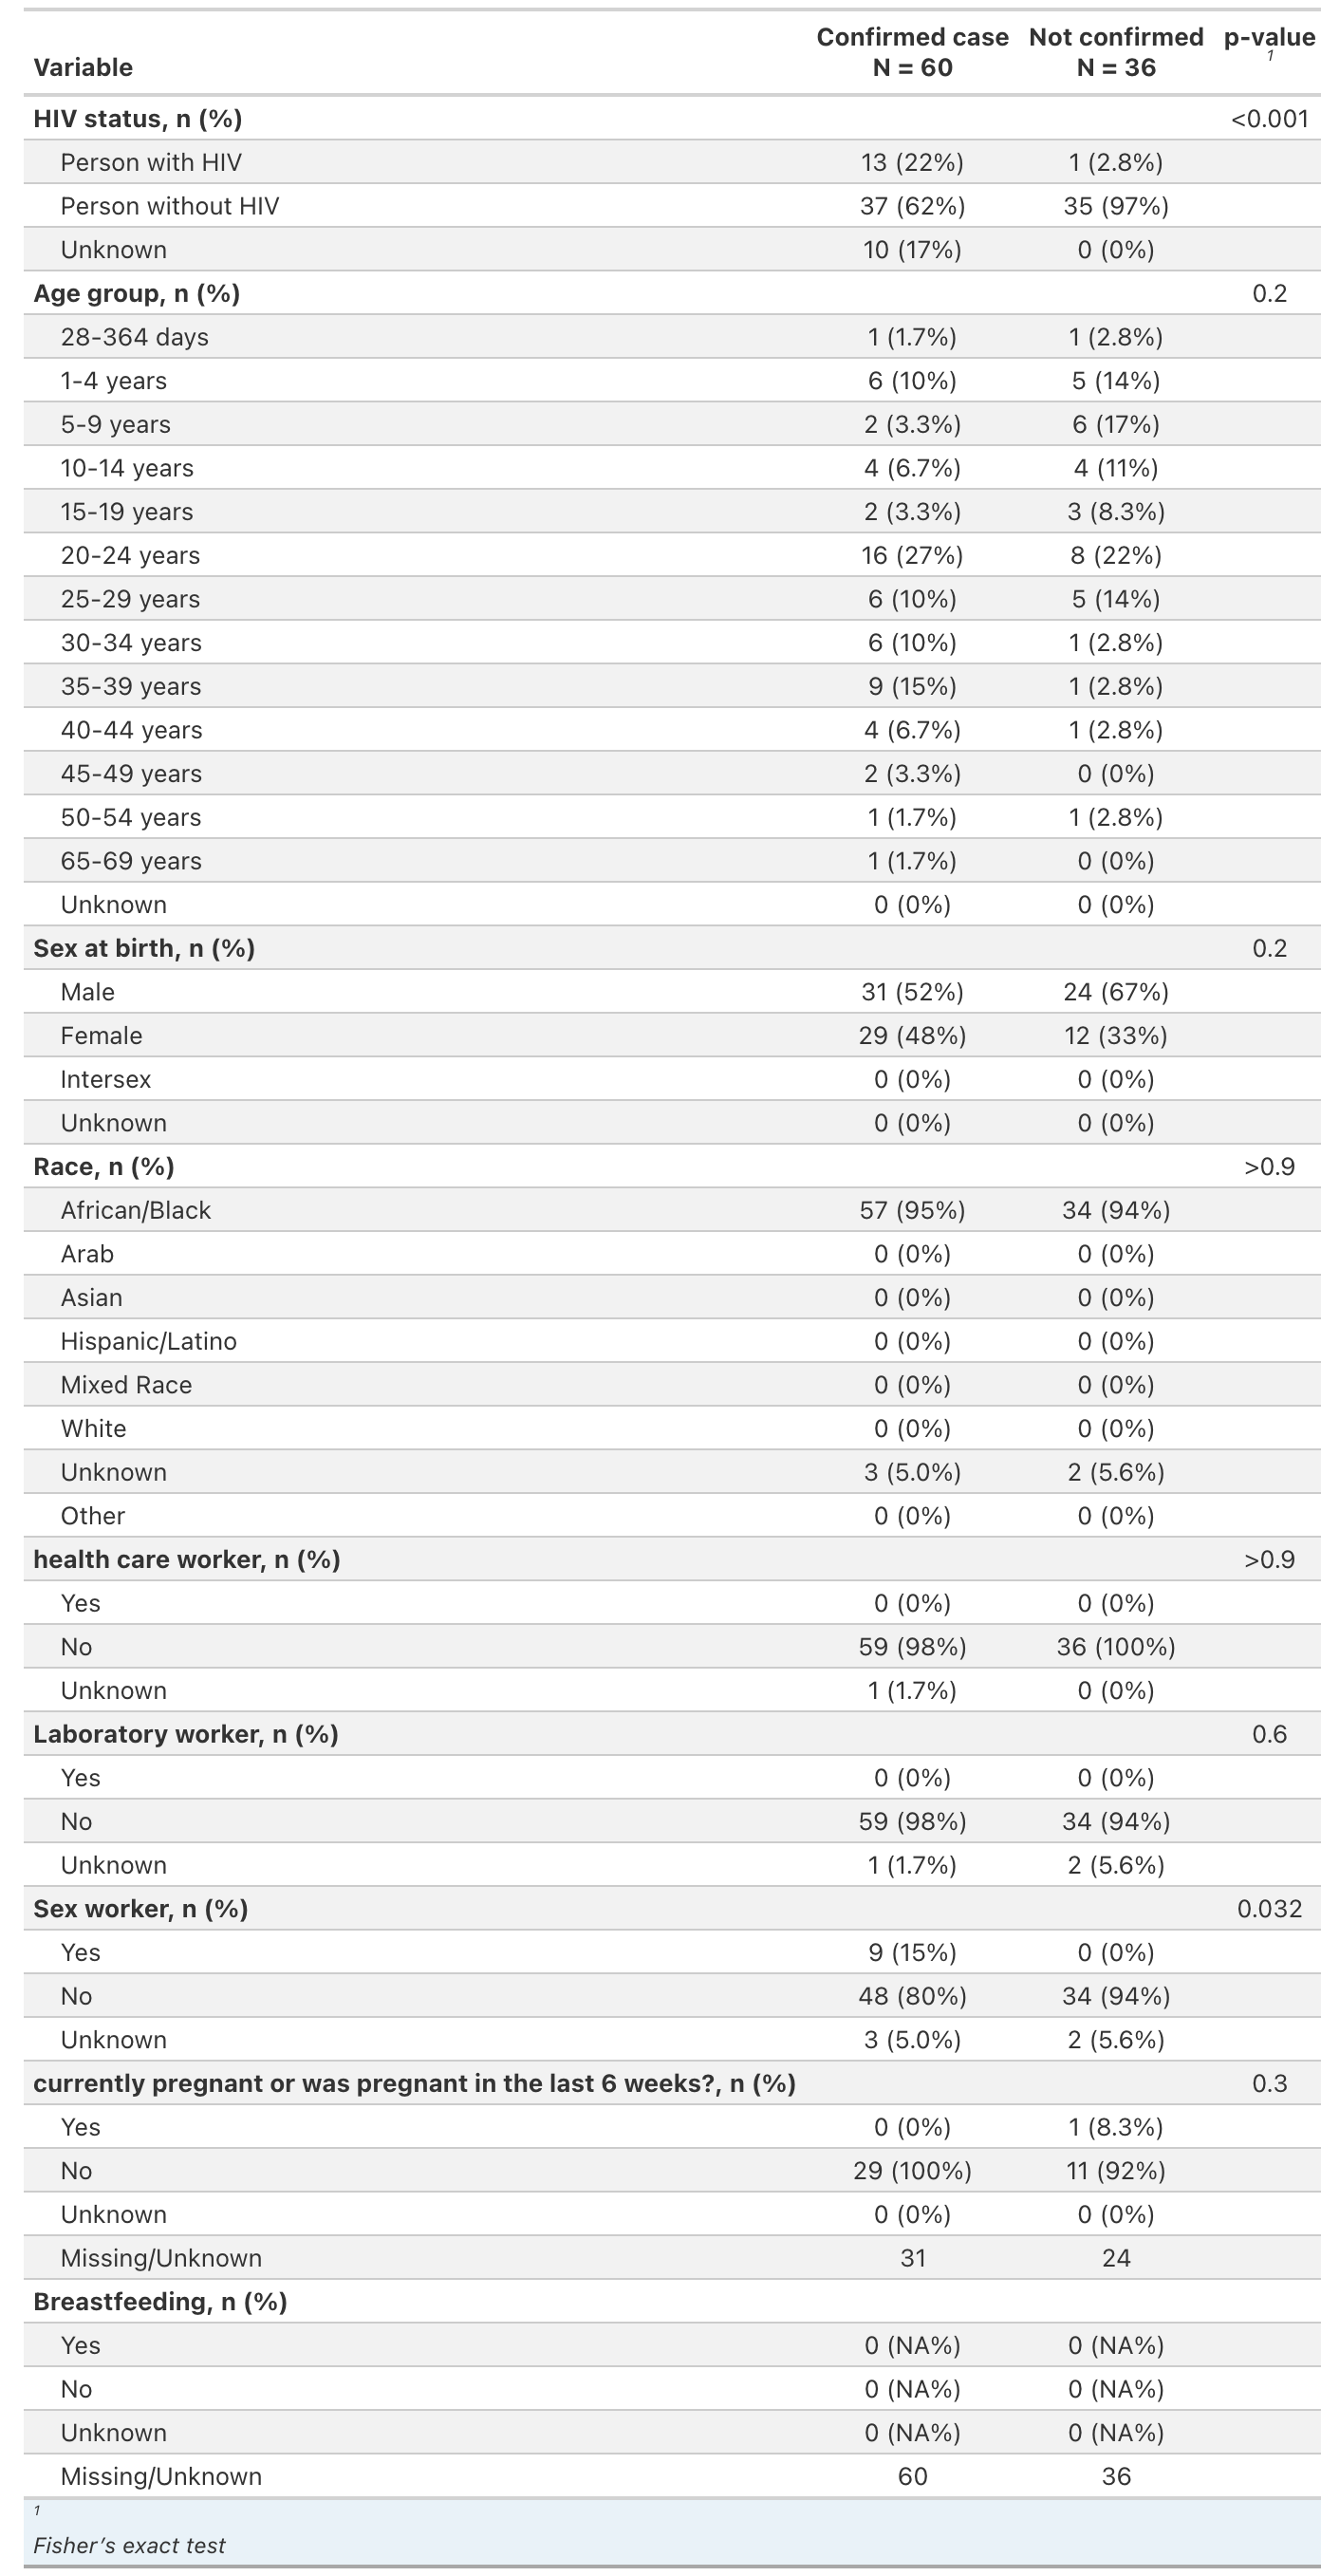 Variable Confirmed case N = 60 Not confirmed N = 36 p-value 1
HIV status, n (%) <0.001
Person with HIV 13 (22%) 1 (2.8%)
Person without HIV 37 (62%) 35 (97%)
Unknown 10 (17%) 0 (0%)
Age group, n (%) 0.2
28-364 days 1 (1.7%) 1 (2.8%)
1-4 years 6 (10%) 5 (14%)
5-9 years 2 (3.3%) 6 (17%)
10-14 years 4 (6.7%) 4 (11%)
15-19 years 2 (3.3%) 3 (8.3%)
20-24 years 16 (27%) 8 (22%)
25-29 years 6 (10%) 5 (14%)
30-34 years 6 (10%) 1 (2.8%)
35-39 years 9 (15%) 1 (2.8%)
40-44 years 4 (6.7%) 1 (2.8%)
45-49 years 2 (3.3%) 0 (0%)
50-54 years 1 (1.7%) 1 (2.8%)
65-69 years 1 (1.7%) 0 (0%)
Unknown 0 (0%) 0 (0%)
Sex at birth, n (%) 0.2
Male 31 (52%) 24 (67%)
Female 29 (48%) 12 (33%)
Intersex 0 (0%) 0 (0%)
Unknown 0 (0%) 0 (0%)
Race, n (%) >0.9
African/Black 57 (95%) 34 (94%)
Arab 0 (0%) 0 (0%)
Asian 0 (0%) 0 (0%)
Hispanic/Latino 0 (0%) 0 (0%)
Mixed Race 0 (0%) 0 (0%)
White 0 (0%) 0 (0%)
Unknown 3 (5.0%) 2 (5.6%)
Other 0 (0%) 0 (0%)
health care worker, n (%) >0.9
Yes 0 (0%) 0 (0%)
No 59 (98%) 36 (100%)
Unknown 1 (1.7%) 0 (0%)
Laboratory worker, n (%) 0.6
Yes 0 (0%) 0 (0%)
No 59 (98%) 34 (94%)
Unknown 1 (1.7%) 2 (5.6%)
Sex worker, n (%) 0.032
Yes 9 (15%) 0 (0%)
No 48 (80%) 34 (94%)
Unknown 3 (5.0%) 2 (5.6%)
currently pregnant or was pregnant in the last 6 weeks?, n (%) 0.3
Yes 0 (0%) 1 (8.3%)
No 29 (100%) 11 (92%)
Unknown 0 (0%) 0 (0%)
Missing/Unknown 31 24
Breastfeeding, n (%)
Yes 0 (NA%) 0 (NA%)
No 0 (NA%) 0 (NA%)
Unknown 0 (NA%) 0 (NA%)
Missing/Unknown 60 36
1
Fisher's exact test